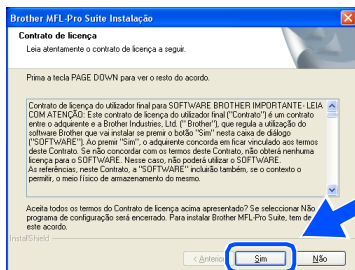 Brother MFL-Pro Suite Instalação
Contrato de licença
Leia atentamente o contrato de licença a seguir.
Prima a tecla PAGE DOWN para ver o resto do acordo.
Contrato de licença do utilizador final para SOFTWARE BROTHER IMPORTANTE- LEIA
COM ATENÇÃO: Este contrato de licença do utilizador final ("Contrato") é um contrato
entre o adquirente e a Brother Industries, Ltd. (" Brother"), que regula a utilização do
software Brother que vai instalar se premir o botão "Sim" nesta caixa de diálogo
("SOFTWARE"). Ao premir "Sim", o adquirente concorda em ficar vinculado aos termos
deste Contrato. Se não concordar com os termos deste Contrato, não obterá nenhuma
licença para o SOFTWARE. Nesse caso, não poderá utilizar o SOFTWARE.
As referências, neste Contrato, a "SOFTWARE" incluirão também, se o contexto o
permitir, o meio físico de armazenamento do mesmo.
Aceita todos os termos do Contrato de licença acima apresentado? Se seleccionar Não
programa de configuração será encerrado. Para instalar Brother MFL-Pro Suite, tem de
este acordo.
InstallShield
< Anterior
Sim
Não